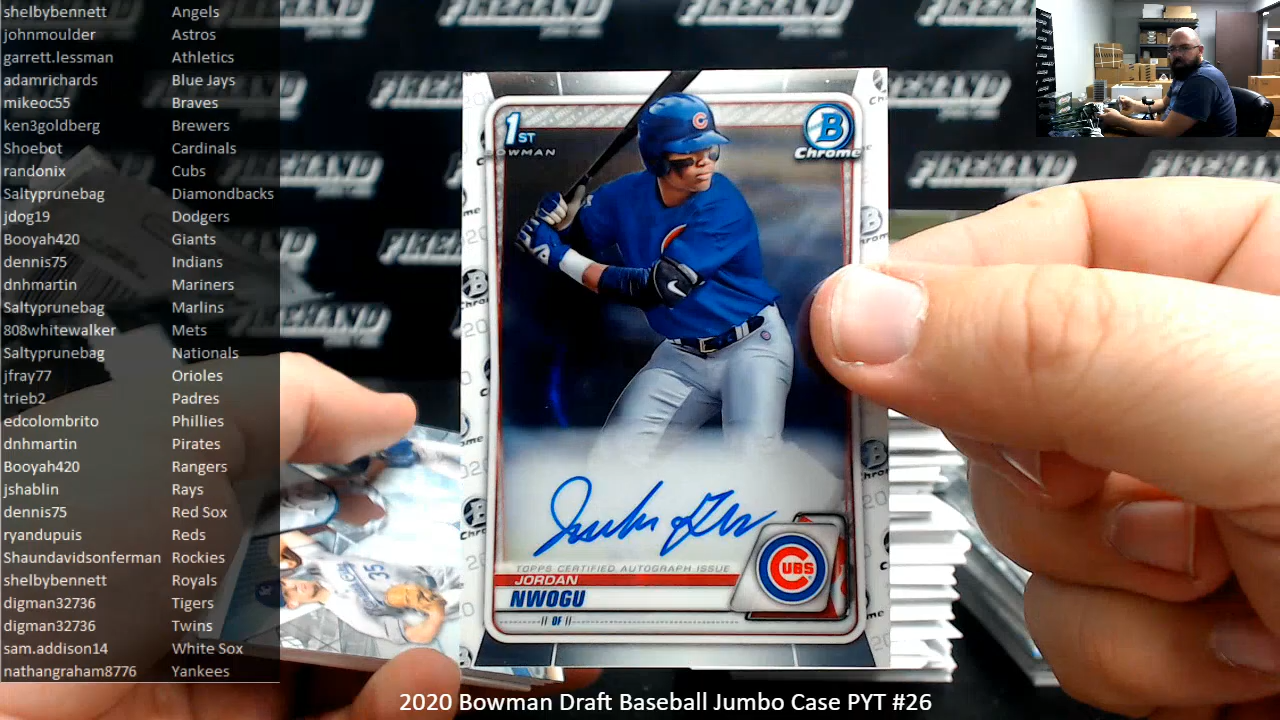 shelbybennett Angels
johnmoulder Astros
garrett.lessman Athletics
adamrichards Blue Jays
mikeoc55 Braves
ken3goldberg Brewers
Shoebot Cardinals
randonix Cubs
Saltyprunebag Diamondbacks
jdog19 Dodgers
Booyah420 Giants
dennis75 Indians
dnhmartin Mariners
Saltyprunebag Marlins
808whitewalker Mets
Saltyprunebag Nationals
jfray77 Orioles
trieb2 Padres
edcolombrito Phillies
dnhmartin Pirates
Booyah420 Rangers
jshablin Rays
dennis75 Red Sox
ryandupuis Reds
Shaundavidsonferman Rockies
shelbybennett Royals
digman32736 Tigers
digman32736 Twins
sam.addison14 White Sox
nathangraham8776 Yankees
FIREHAND
1ST
BOWMAN
B
Chrome
C
TOPPS CERTIFIED AUTOGRAPH ISSUE
JORDAN
NWOGU
OF
CUBS
35
2020 Bowman Draft Baseball Jumbo Case PYT #26